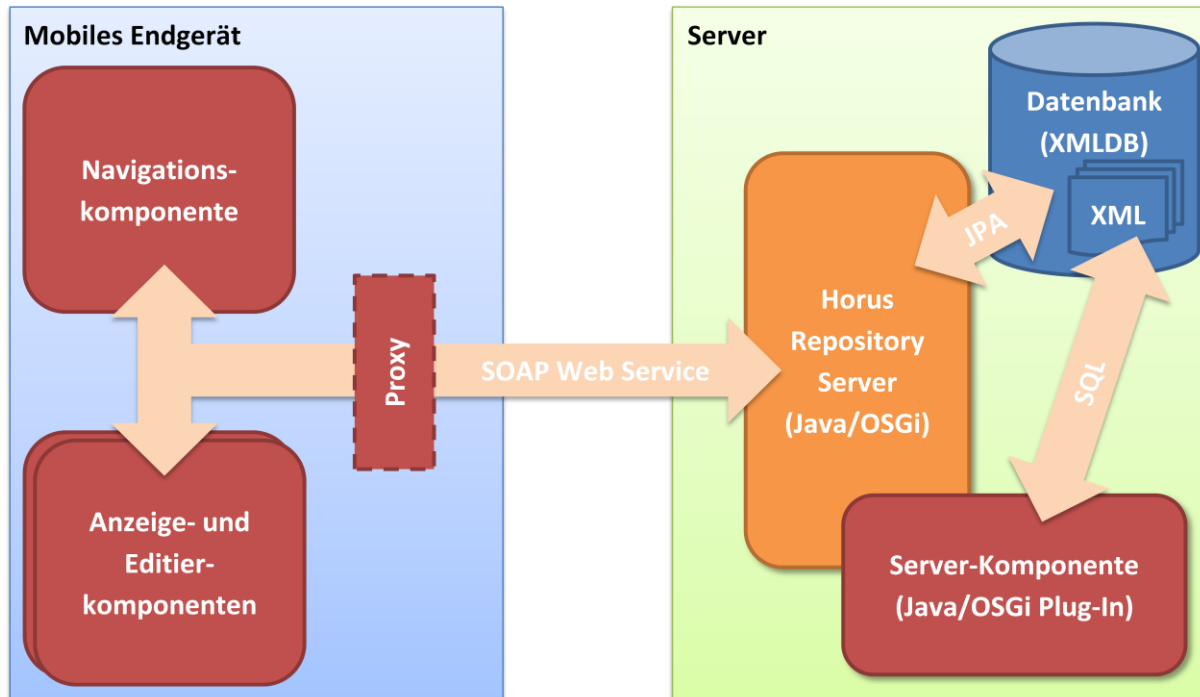 Mobiles Endgerät
Navigations-
komponente
Proxy
Anzeige- und
Editier-
komponenten
SOAP Web Service
Server
Datenbank
(XMLDB)
XML
JPA
Horus
Repository
Server
(Java/OSGi)
SQL
Server-Komponente
(Java/OSGi Plug-In)